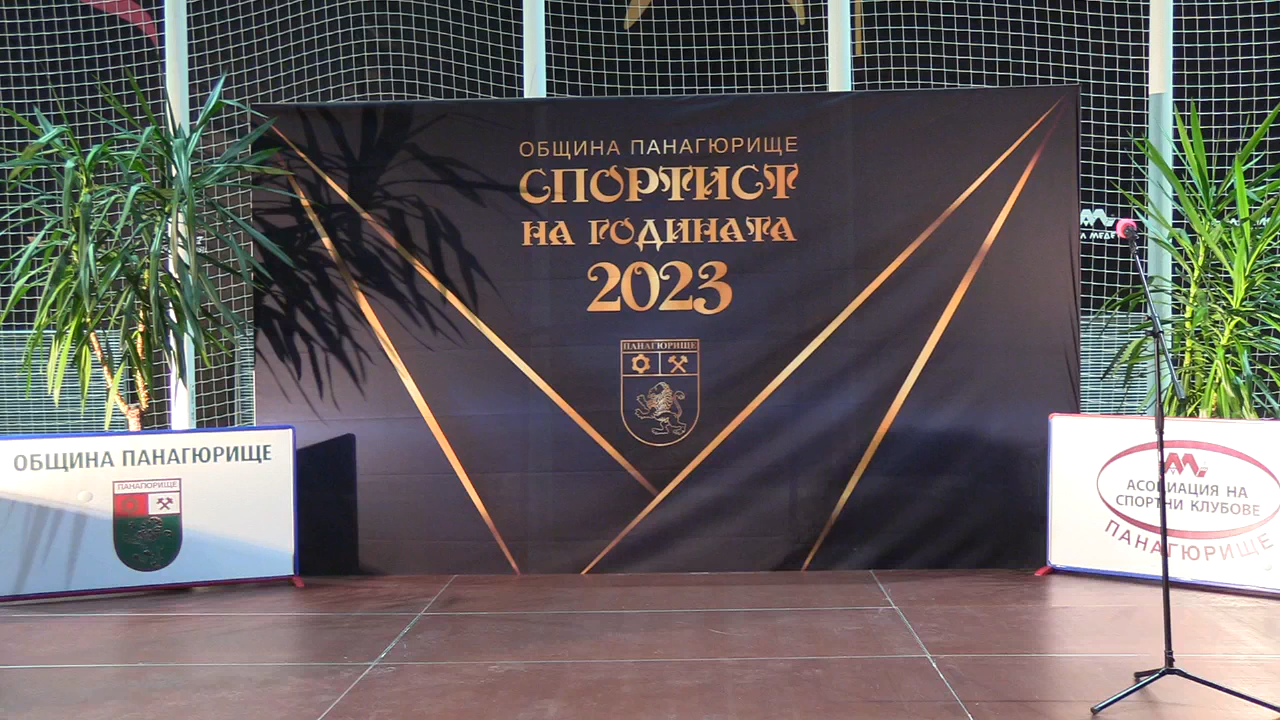 ОБЩИНА ПАНАГЮРИЩЕ
СПОРТИСТ
НА ГОДИНАТА
2023
ПАНАГЮРИЩЕ
ОБЩИНА ПАНАГЮРИЩЕ
ПАНАГЮРИЩЕ
АСОЦИАЦИЯ НА
СПОРТНИ КЛУБОВЕ
ПАНАГЮРИЩЕ